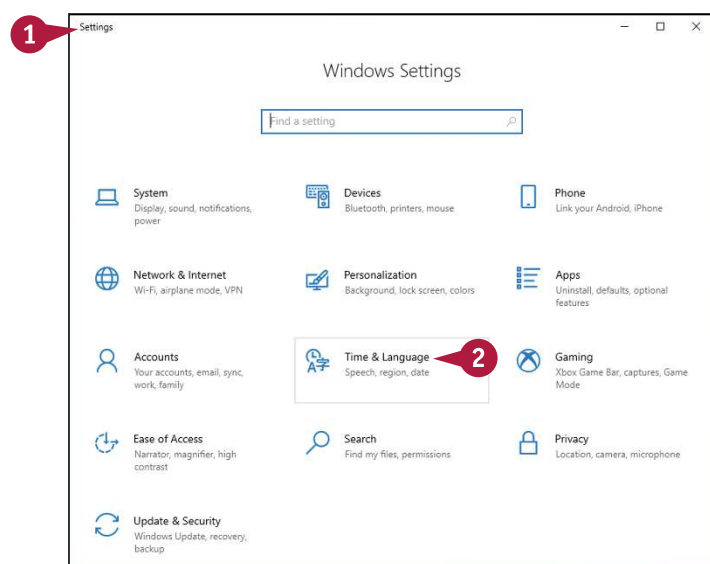 1
Settings
Windows Settings
Find a setting
System
Display, sound, notifications,
power
Devices
Bluetooth, printers, mouse
Phone
Link your Android, iPhone
Network & Internet
Wi-Fi, airplane mode, VPN
Personalization
Background, lock screen, colors
Apps
Uninstall, defaults, optional
features
Accounts
Your accounts, email, sync,
work, family
Time & Language
Speech, region, date
2
Gaming
Xbox Game Bar, captures, Game
Mode
Ease of Access
Narrator, magnifier, high
contrast
Search
Find my files, permissions
Privacy
Location, camera, microphone
Update & Security
Windows Update, recovery,
backup